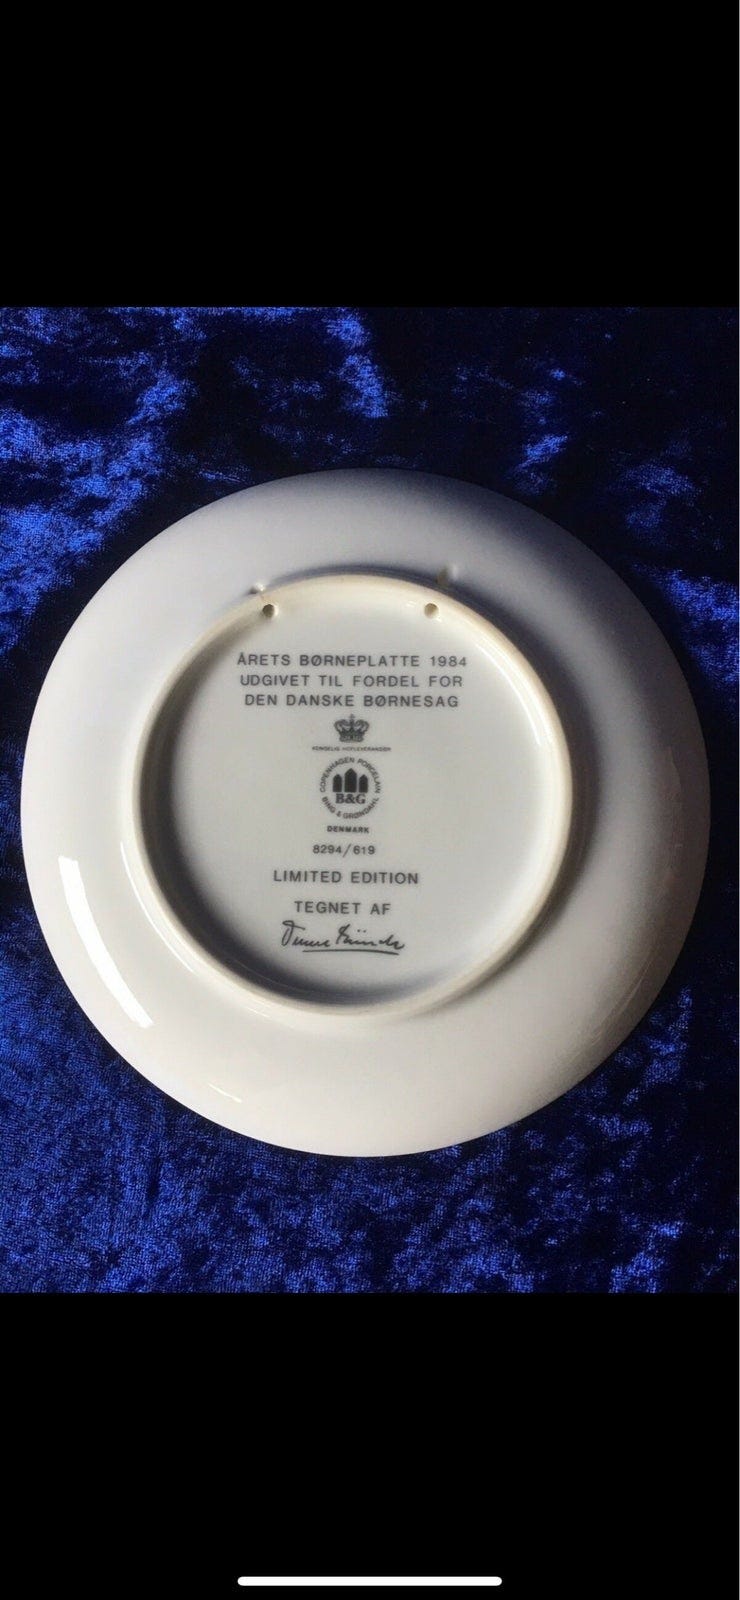 ÅRETS BØRNEPLATTE 1984
UDGIVET TIL FORDEL FOR
DEN DANSKE BØRNESAG
KONGELIG HOFLEVERANDØR
COPENHAGEN PORCELAIN
B&G
BING & GRØNDAHL
DENMARK
8294/619
LIMITED EDITION
TEGNET AF